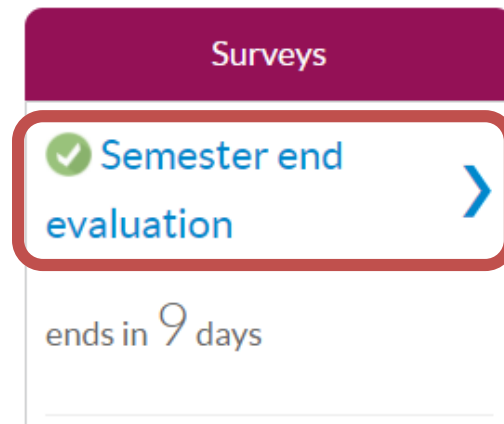 Surveys
Semester end
evaluation
ends in 9 days